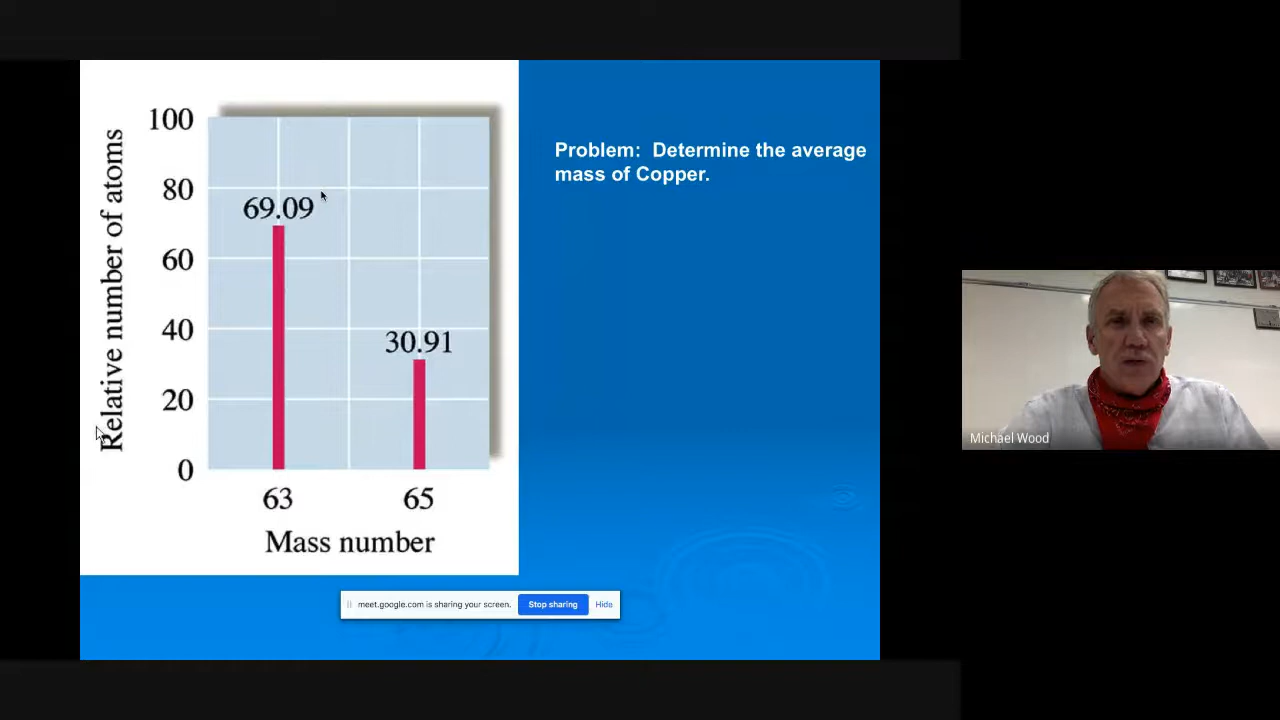 Relative number of atoms
100
80
60
40
20
0
69.09
30.91
63
65
Mass number
Problem:  Determine the average
mass of Copper.
meet.google.com is sharing your screen.
Stop sharing
Hide
Michael Wood